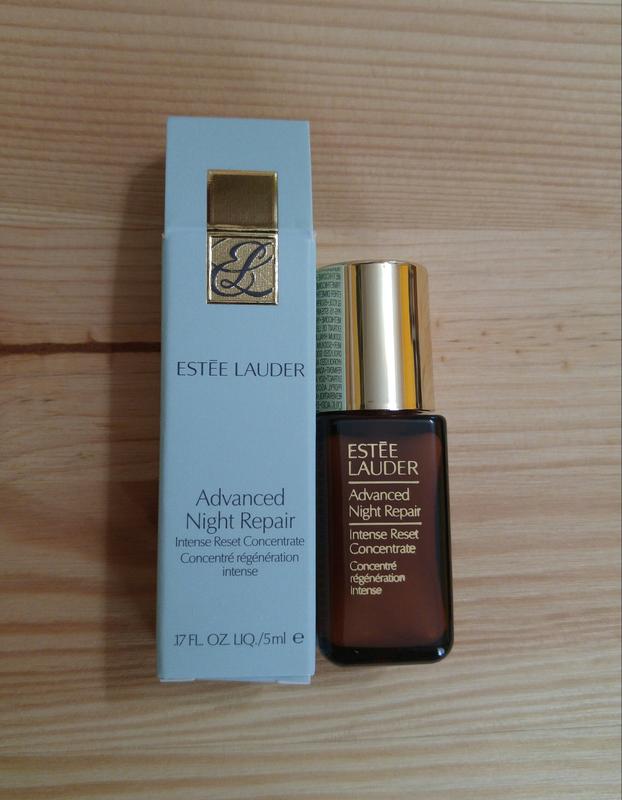 EL
ESTĒE LAUDER
Advanced
Night Repair
Intense Reset Concentrate
Concentré régénération
intense
.17 FL. OZ. LIQ./5ml e
ESTĒE
LAUDER
Advanced
Night Repair
Intense Reset
Concentrate
Concentré
régénération
Intense